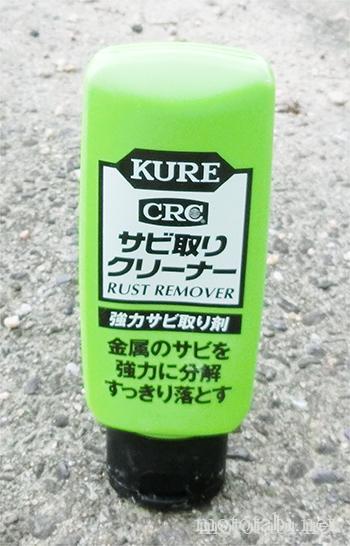 KURE
CRC
サビ取り
クリーナー
RUST REMOVER
強力サビ取り剤
金属のサビを
強力に分解
すっきり落とす
mototabi.net